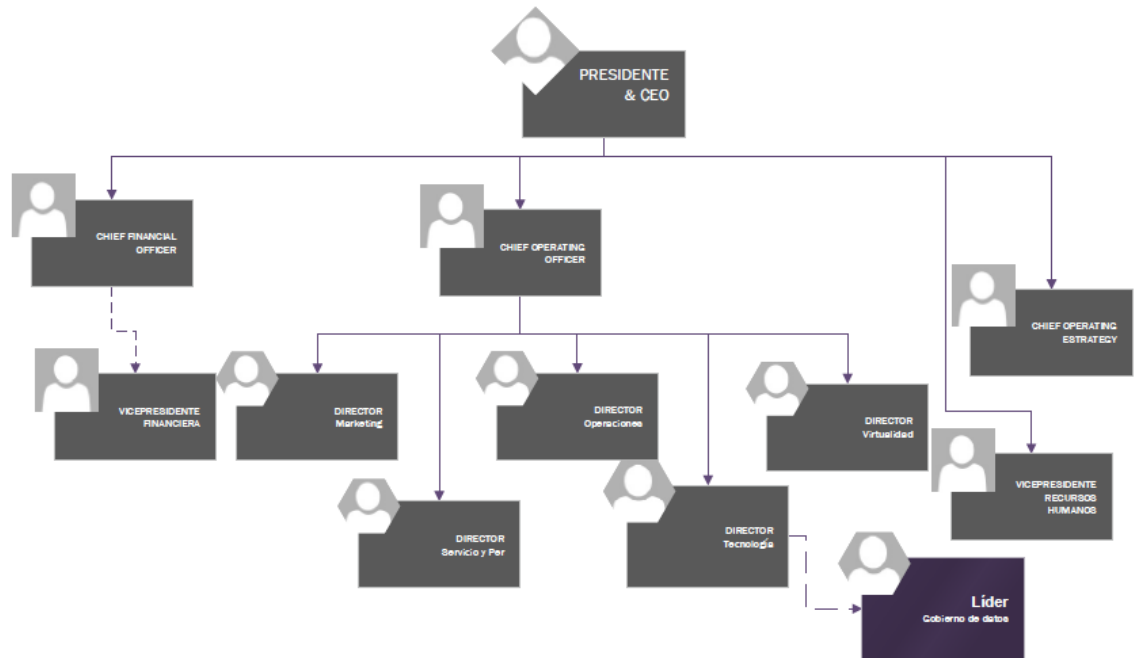 PRESIDENTE
& CEO
CHIEF FINANCIAL
OFFICER
CHIEF OPERATING
OFFICER
CHIEF OPERATING
ESTRATEGY
VICEPRESIDENTE
FINANCIERA
DIRECTOR
Marketing
DIRECTOR
Operaciones
DIRECTOR
Virtualidad
VICEPRESIDENTE
RECURSOS
HUMANOS
DIRECTOR
Servicio y Per
DIRECTOR
Tecnología
Líder
Gobierno de datos